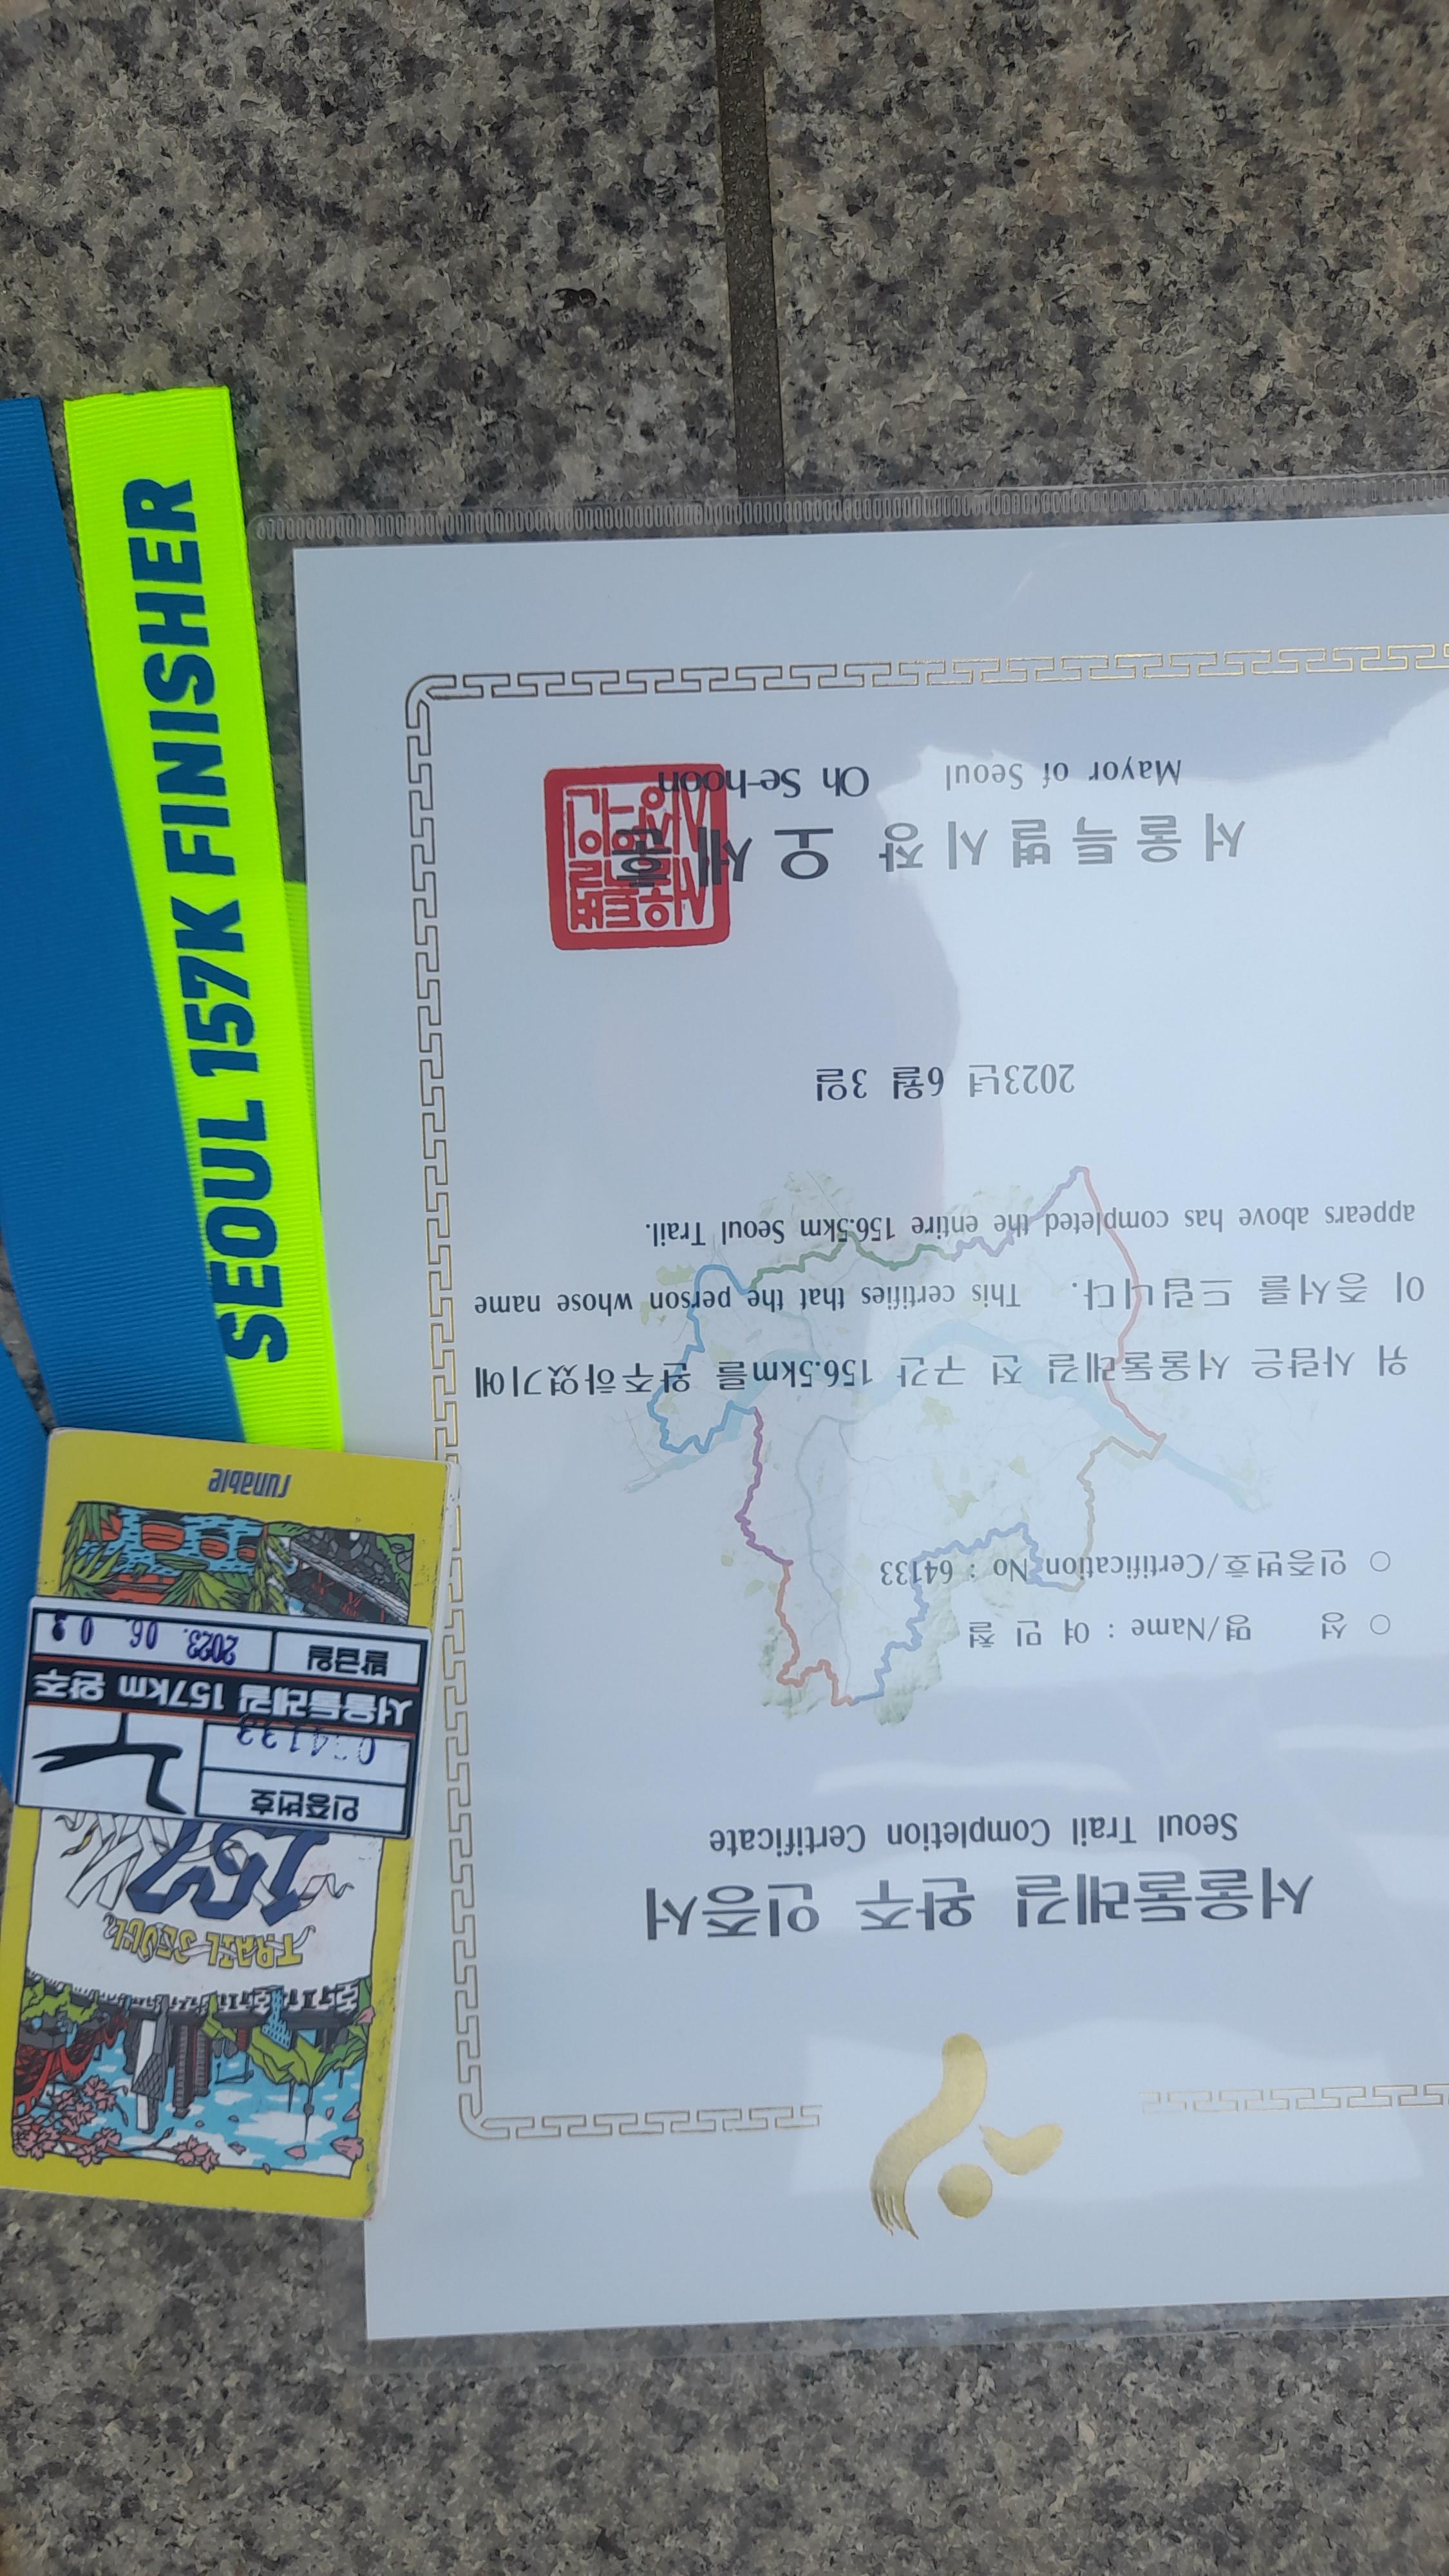 서울둘레길 완주 인증서
Seoul Trail Completion Certificate
○ 성 명/Name : 여 민 철
○ 인증번호/Certification No : 64133
위 사람은 서울둘레길 전 구간 156.5km를 완주하였기에
이 증서를 드립니다. This certifies that the person whose name
appears above has completed the entire 156.5km Seoul Trail.
2023년 6월 3일
서울특별시장 오세훈
Mayor of Seoul Oh Se-hoon
SEOUL 157K FINISHER
TRAIL SEOUL
157
인증번호
서울둘레길 157km 완주
발급일 2023. 06. 0 3
runable